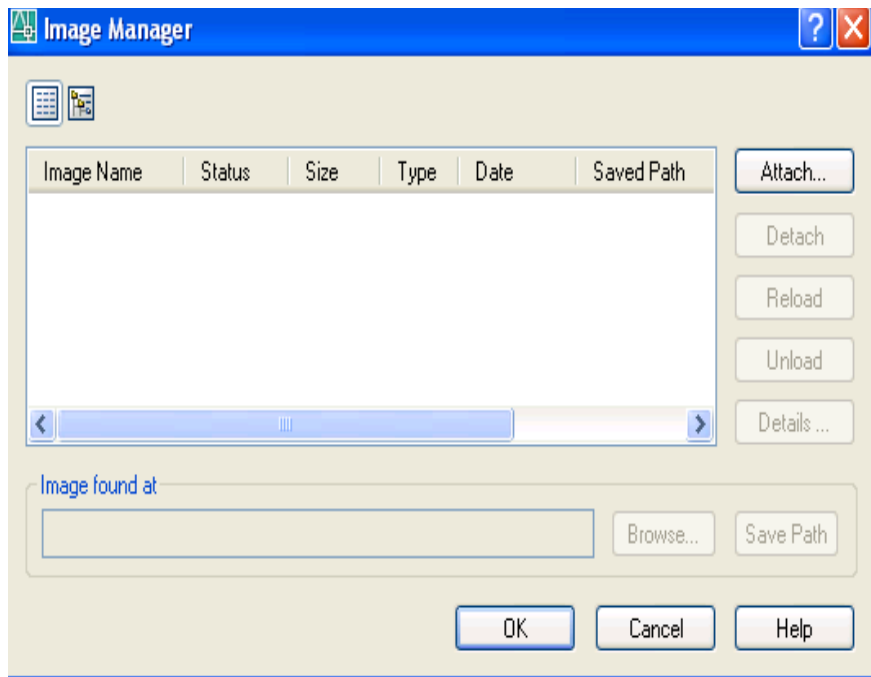 Image Manager
Image Name Status Size Type Date Saved Path
Attach...
Detach
Reload
Unload
Details ...
Image found at
Browse... Save Path
OK Cancel Help